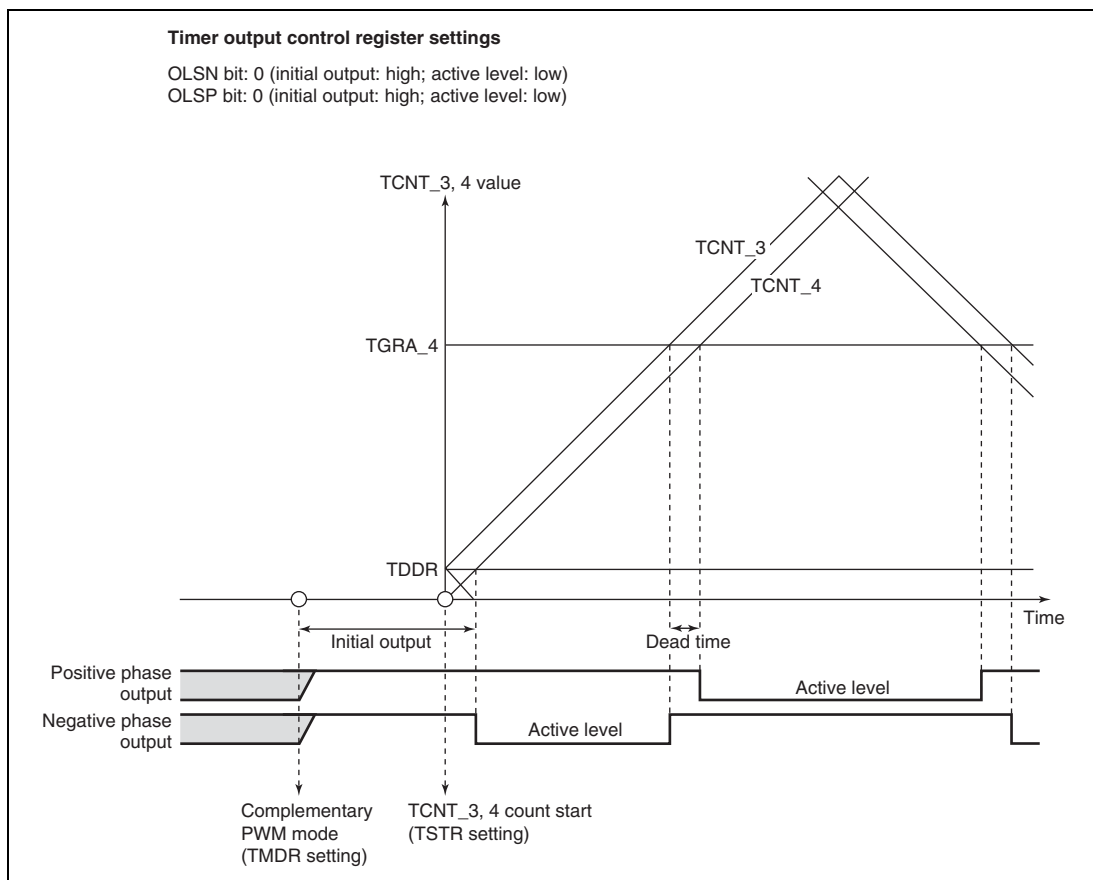 Timer output control register settings
OLSN bit: 0 (initial output: high; active level: low)
OLSP bit: 0 (initial output: high; active level: low)
TCNT_3, 4 value
TCNT_3
TCNT_4
TGRA_4
TDDR
Time
Initial output
Dead time
Positive phase
output
Active level
Negative phase
output
Active level
Complementary
PWM mode
(TMDR setting)
TCNT_3, 4 count start
(TSTR setting)